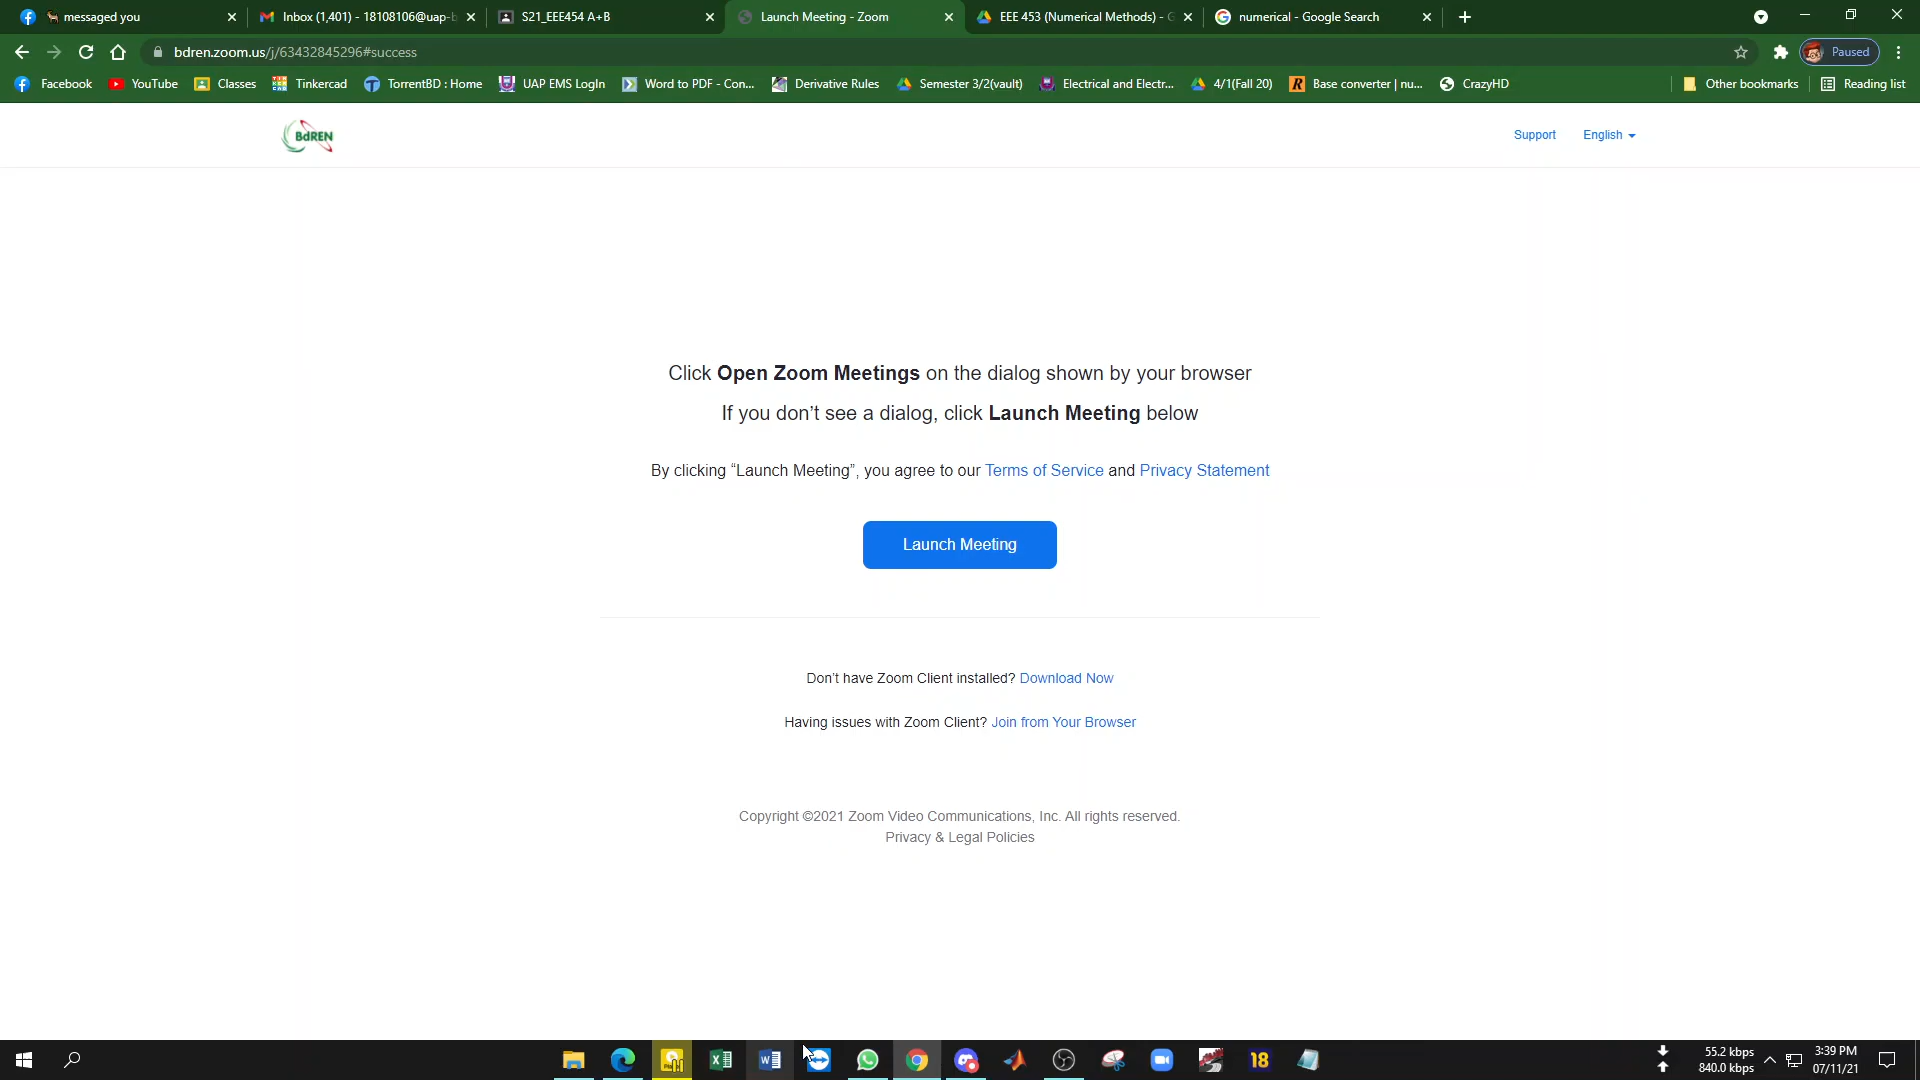 messaged you
Inbox (1,401) - 18108106@uap-b
S21_EEE454 A+B
Launch Meeting - Zoom
EEE 453 (Numerical Methods) - G
numerical - Google Search
bdren.zoom.us/j/63432845296#success
Paused
Facebook
YouTube
Classes
Tinkercad
TorrentBD : Home
UAP EMS LogIn
Word to PDF - Con...
Derivative Rules
Semester 3/2(vault)
Electrical and Electr...
4/1(Fall 20)
Base converter | nu...
CrazyHD
Other bookmarks
Reading list
BdREN
Support
English
Click Open Zoom Meetings on the dialog shown by your browser
If you don’t see a dialog, click Launch Meeting below
By clicking “Launch Meeting”, you agree to our Terms of Service and Privacy Statement
Launch Meeting
Don’t have Zoom Client installed? Download Now
Having issues with Zoom Client? Join from Your Browser
Copyright ©2021 Zoom Video Communications, Inc. All rights reserved.
Privacy & Legal Policies
18
55.2 kbps
840.0 kbps
3:39 PM
07/11/21